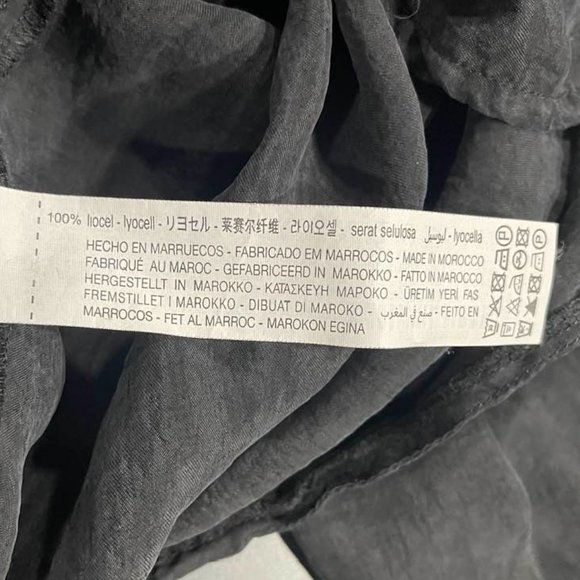 100% liocel - lyocell - リヨセル - 莱赛尔纤维 - 라이오셀 - serat selulosa - ليوسيل - lyocella
HECHO EN MARRUECOS - FABRICADO EM MARROCOS - MADE IN MOROCCO
FABRIQUÉ AU MAROC - GEFABRICEERD IN MAROKKO - FATTO IN MAROCCO
HERGESTELLT IN MAROKKO - ΚΑΤΑΣΚΕΥΗ ΜΑΡΟΚΟ - ÜRETIM YERİ FAS
FREMSTILLET I MAROKKO - DIBUAT DI MAROKO - صنع في المغرب - FEITO EN
MARROCOS - FET AL MARROC - MAROKON EGINA